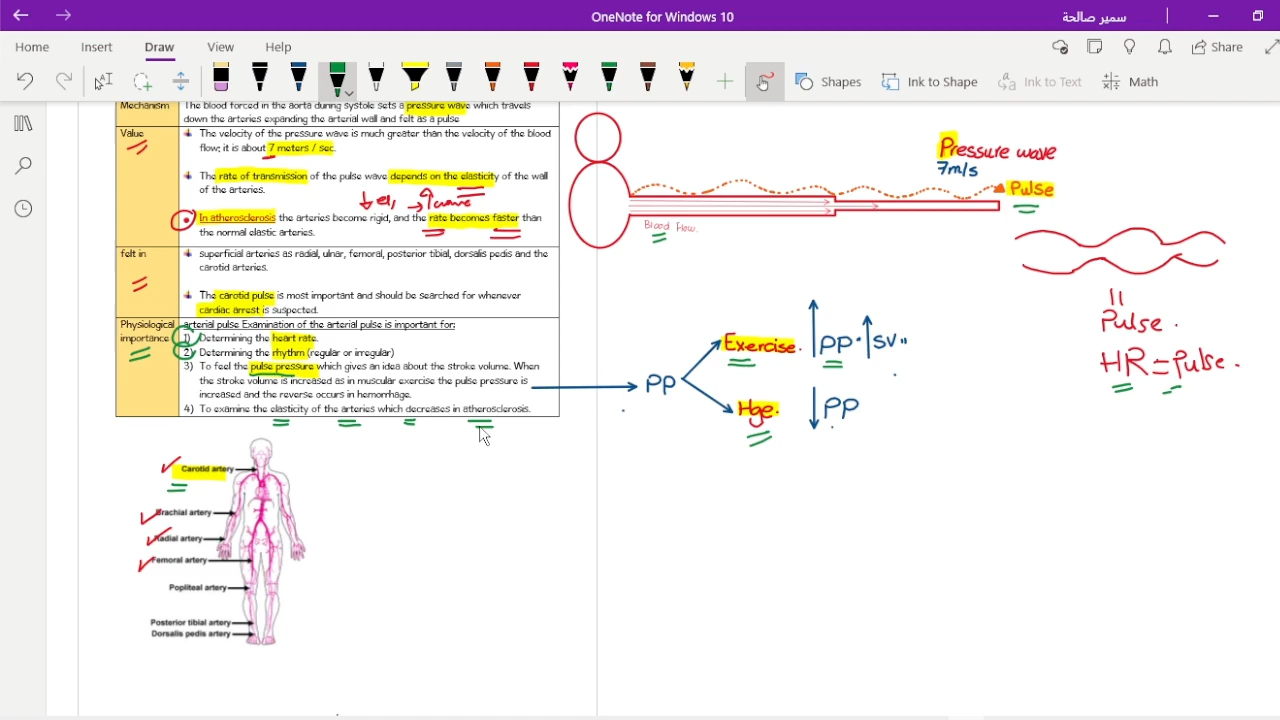 OneNote for Windows 10
سمير صالحة
Home Insert Draw View Help
Share
Shapes Ink to Shape Ink to Text Math
Mechanism
The blood forced in the aorta during systole sets a pressure wave which travels
down the arteries expanding the arterial wall and felt as a pulse
Value
The velocity of the pressure wave is much greater than the velocity of the blood
flow; it is about 7 meters / sec.
The rate of transmission of the pulse wave depends on the elasticity of the wall
of the arteries.
wave
In atherosclerosis the arteries become rigid, and the rate becomes faster than
the normal elastic arteries.
felt in
superficial arteries as radial, ulnar, femoral, posterior tibial, dorsalis pedis and the
carotid arteries.
The carotid pulse is most important and should be searched for whenever
cardiac arrest is suspected.
Physiological
importance
arterial pulse Examination of the arterial pulse is important for:
1) Determining the heart rate.
2) Determining the rhythm (regular or irregular)
3) To feel the pulse pressure which gives an idea about the stroke volume. When
the stroke volume is increased as in muscular exercise the pulse pressure is
increased and the reverse occurs in hemorrhage.
4) To examine the elasticity of the arteries which decreases in atherosclerosis.
Carotid artery
Brachial artery
Radial artery
Femoral artery
Popliteal artery
Posterior tibial artery
Dorsalis pedis artery
Pressure wave
7m/s
Pulse
Blood Flow.
PP
Exercise. PP SV
Hge. PP
Pulse.
HR = Pulse.